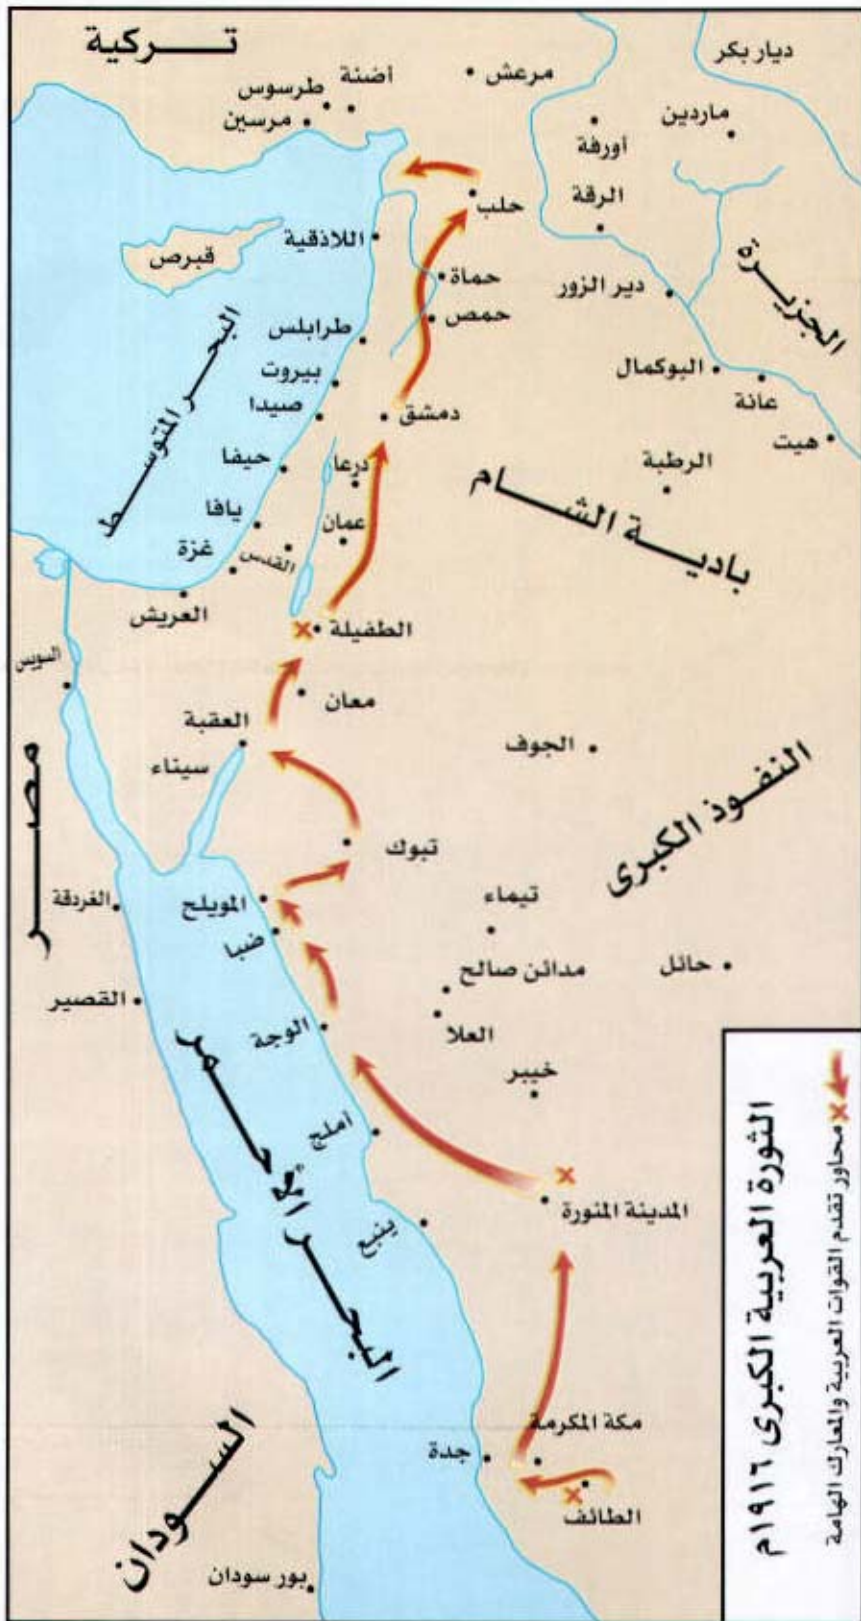 تركية
ديار بكر
مرعش
أضنة
طرسوس
مرسين
ماردين
أورفة
الرقة
حلب
اللاذقية
قبرص
حماة
دير الزور
الجزيرة
حمص
طرابلس
البحر المتوسط
بيروت
البوكمال
عانة
صيدا
دمشق
هيت
حيفا
درعا
الرطبة
بادية الشام
يافا
عمان
غزة
القدس
العريش
الطفيلة
السويس
معان
العقبة
سيناء
الجوف
النفوذ الكبرى
مصر
تبوك
المويلح
الغردقة
تيماء
ضبا
حائل
مدائن صالح
القصير
العلا
الوجة
خيبر
أملج
البحر الأحمر
المدينة المنورة
ينبع
مكة المكرمة
جدة
الطائف
السودان
بور سودان
الثورة العربية الكبرى ١٩١٦م
محاور تقدم القوات العربية والمعارك الهامة